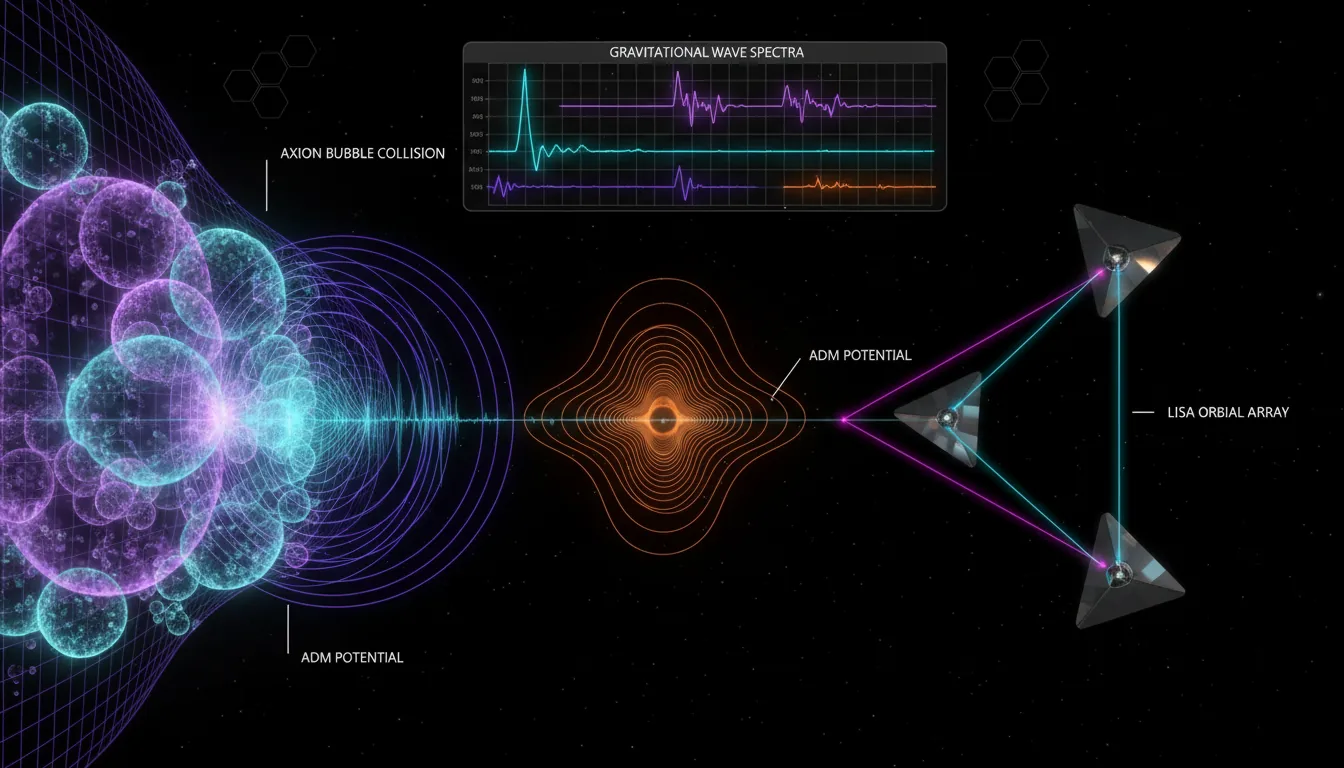 GRAVITATIONAL WAVE SPECTRA
AXION BUBBLE COLLISION
ADM POTENTIAL
LISA ORBIAL ARRAY
ADM POTENTIAL